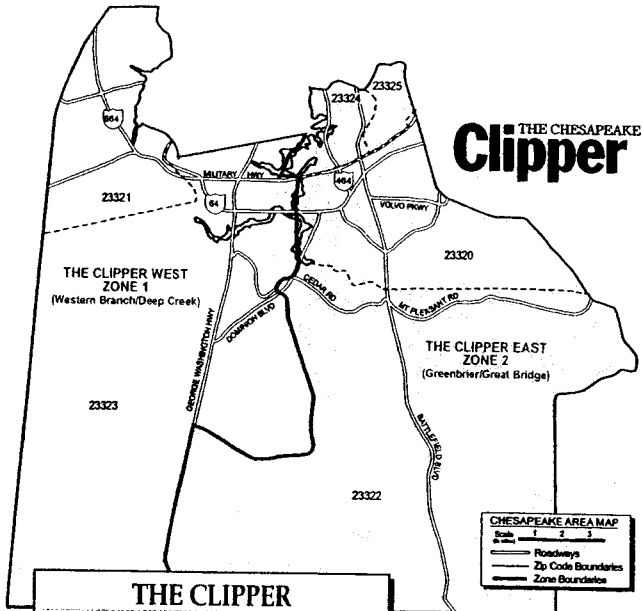 23324
23325
THE CHESAPEAKE
Clipper
664
MILITARY HWY
464
64
23321
VOLVO PKWY
23320
THE CLIPPER WEST
ZONE 1
(Western Branch/Deep Creek)
CEDAR RD
MT PLEASANT RD
DOMINION BLVD
GEORGE WASHINGTON HWY
THE CLIPPER EAST
ZONE 2
(Greenbrier/Great Bridge)
23323
BATTLEFIELD BLVD
23322
CHESAPEAKE AREA MAP
Scale 1 2 3
(in miles)
Roadways
Zip Code Boundaries
Zone Boundaries
THE CLIPPER